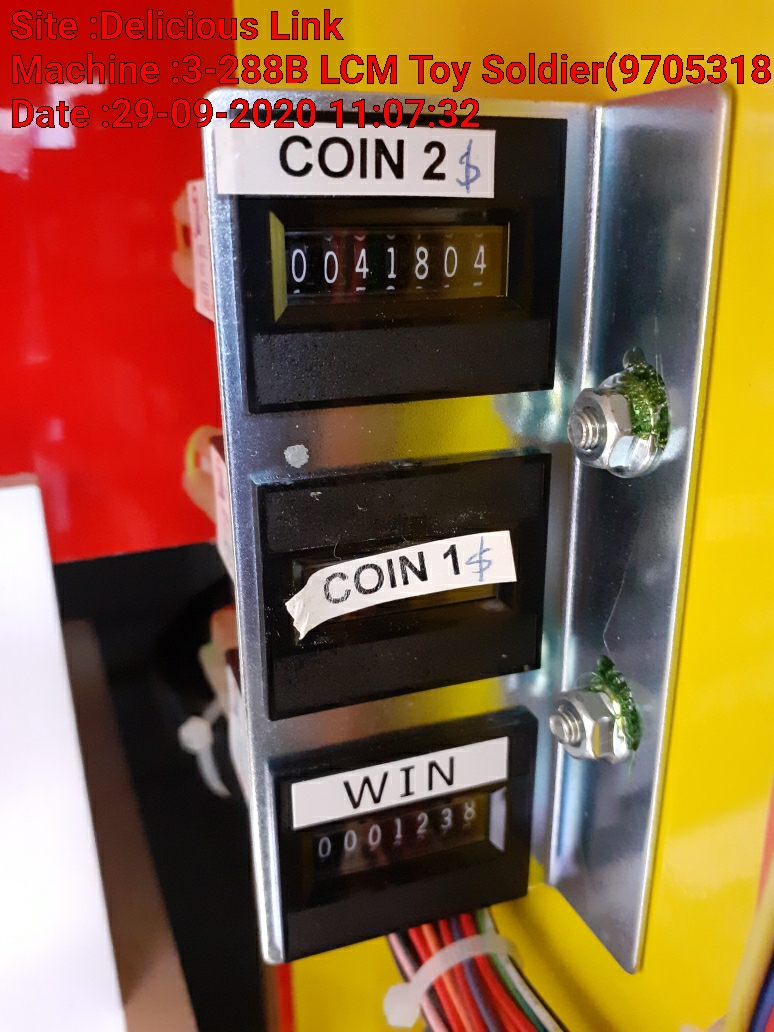 Site :Delicious Link
Machine :3-288B LCM Toy Soldier(9705318
Date :29-09-2020 11:07:32
COIN 2 $
0041804
COIN 1 $
WIN
0001238